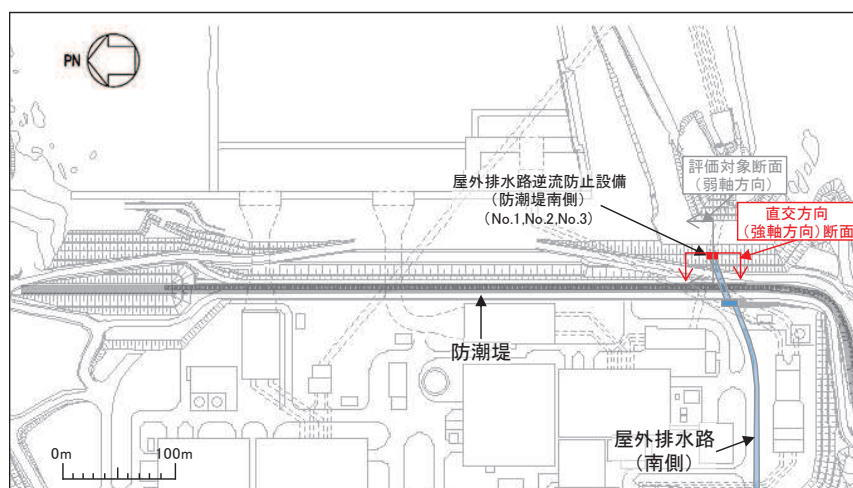 PN
評価対象断面
（弱軸方向）
屋外排水路逆流防止設備
（防潮堤南側）
（No.1,No.2,No.3）
直交方向
（強軸方向）断面
防潮堤
屋外排水路
（南側）
0m
100m